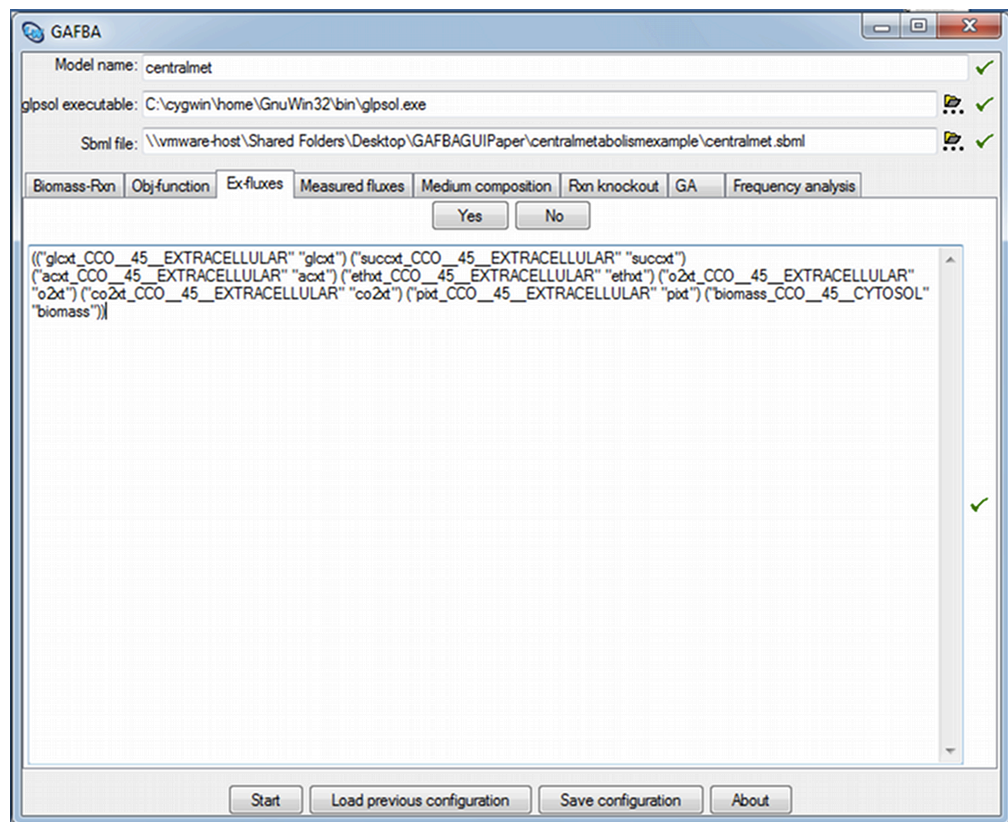 GAFBA
Model name: centralmet
glpsol executable: C:\cygwin\home\GnuWin32\bin\glpsol.exe
Sbml file: \\vmware-host\Shared Folders\Desktop\GAFBAGUIPaper\centralmetabolismexample\centralmet.sbml
Biomass-Rxn Obj-function Ex-fluxes Measured fluxes Medium composition Rxn knockout GA Frequency analysis
Yes No
(("glcxt_CCO__45__EXTRACELLULAR" "glcxt") ("succxt_CCO__45__EXTRACELLULAR" "succxt")
("acxt_CCO__45__EXTRACELLULAR" "acxt") ("ethxt_CCO__45__EXTRACELLULAR" "ethxt") ("o2xt_CCO__45__EXTRACELLULAR"
"o2xt") ("co2xt_CCO__45__EXTRACELLULAR" "co2xt") ("pixt_CCO__45__EXTRACELLULAR" "pixt") ("biomass_CCO__45__CYTOSOL"
"biomass"))
Start Load previous configuration Save configuration About